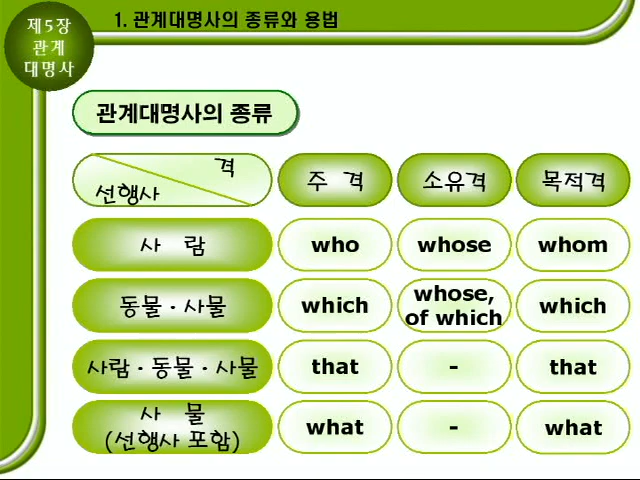 제5장
관계
대명사
1. 관계대명사의 종류와 용법
관계대명사의 종류
격
선행사
주 격
소유격
목적격
사 람
who
whose
whom
동물 · 사물
which
whose,
of which
which
사람 · 동물 · 사물
that
-
that
사 물
(선행사 포함)
what
-
what